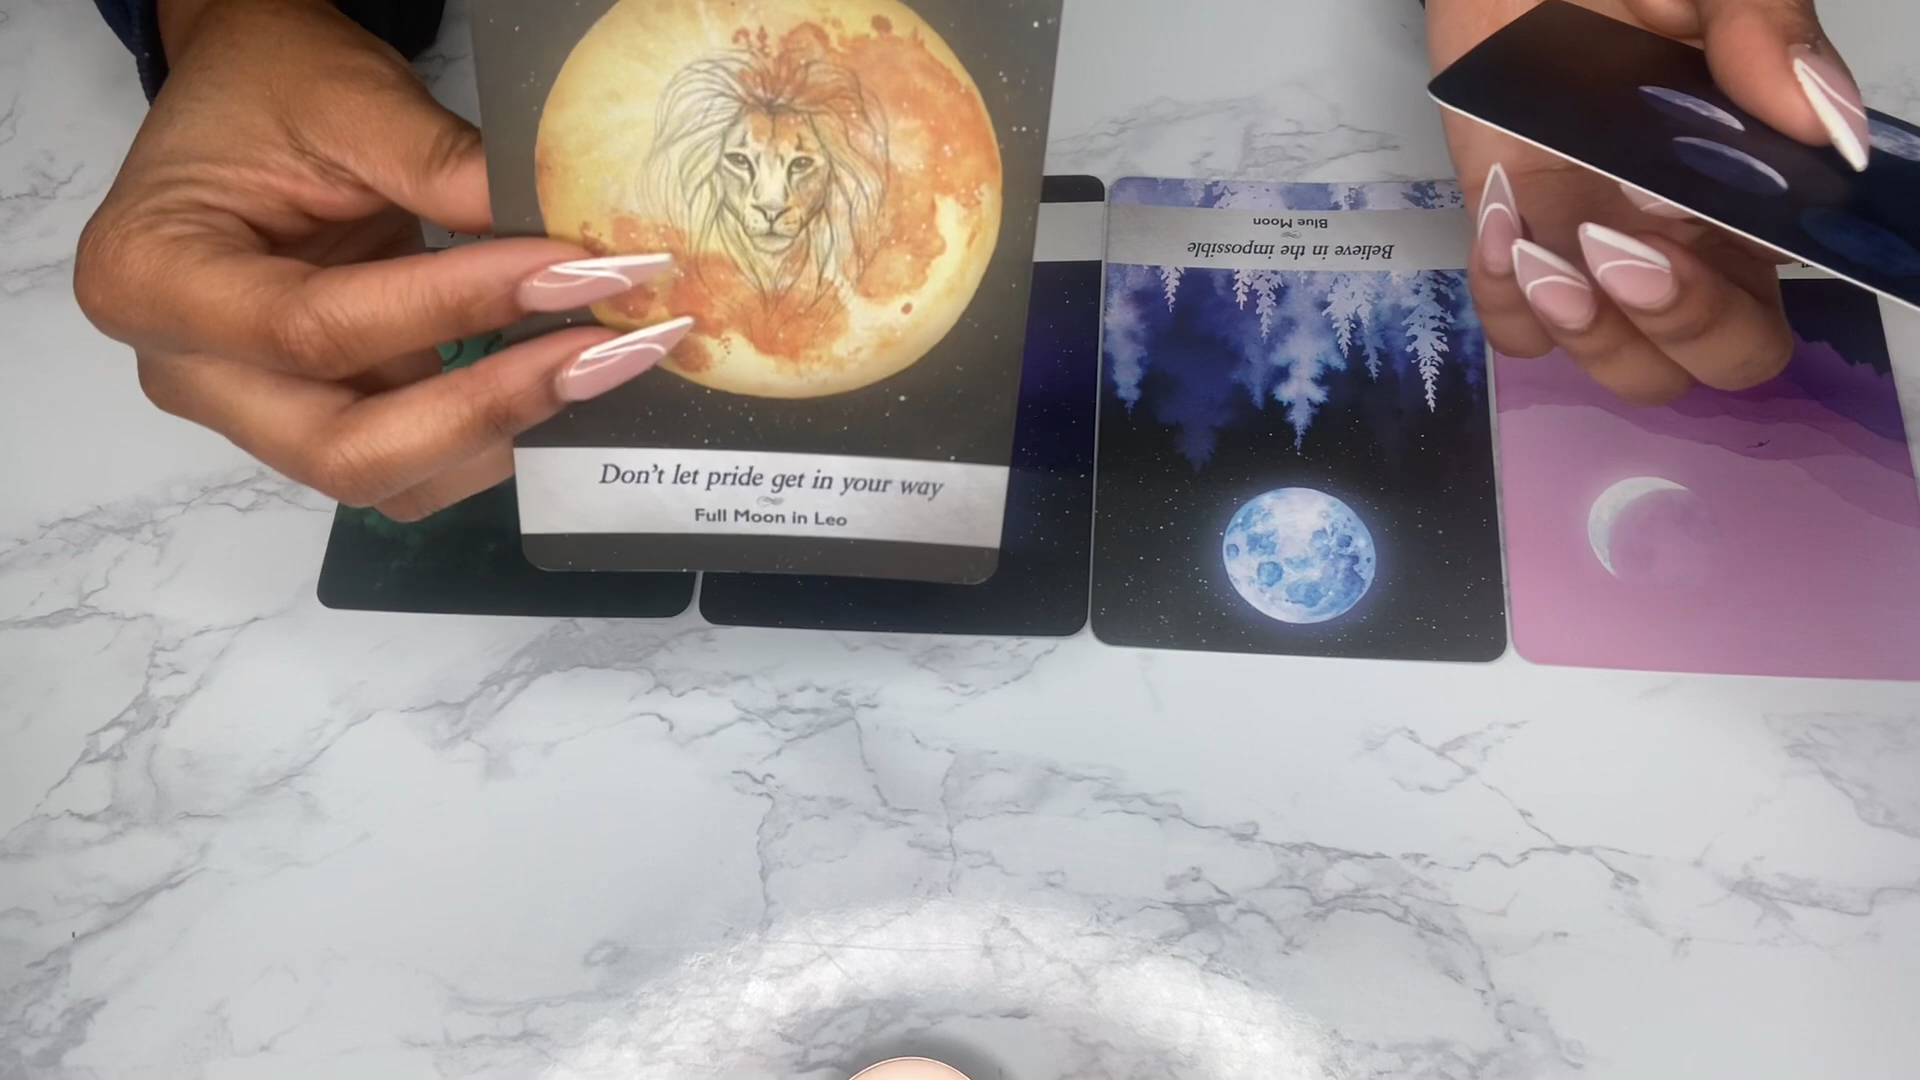 Don't let pride get in your way
Full Moon in Leo
Believe in the impossible
Blue Moon